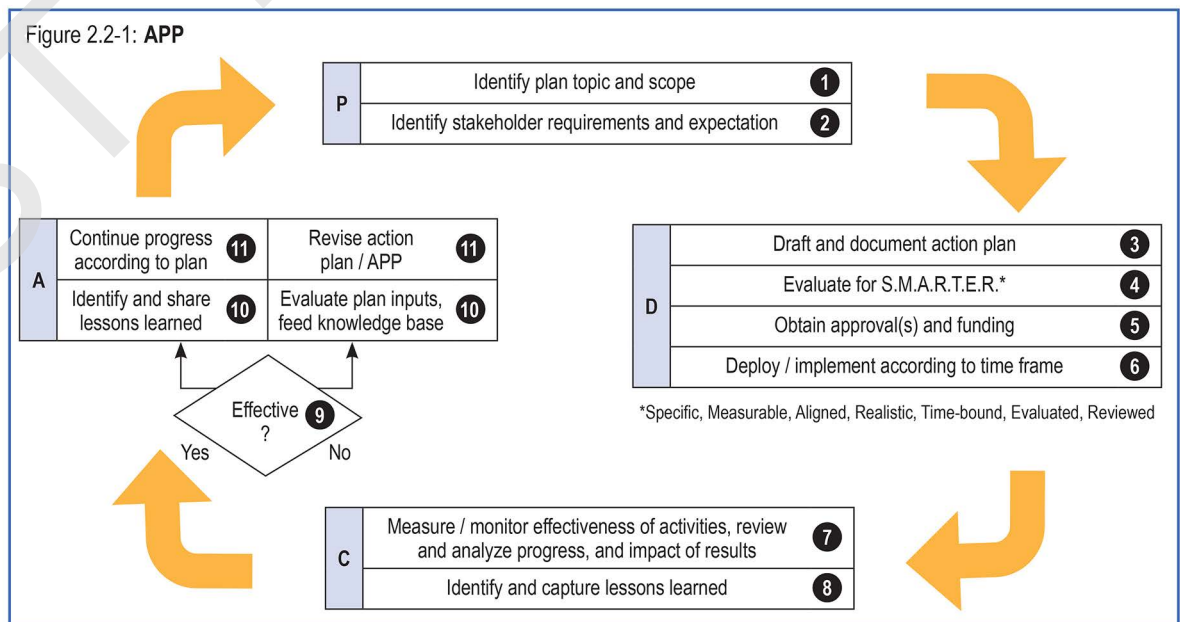 Figure 2.2-1: APP
P
Identify plan topic and scope 1
Identify stakeholder requirements and expectation 2
D
Draft and document action plan 3
Evaluate for S.M.A.R.T.E.R.* 4
Obtain approval(s) and funding 5
Deploy / implement according to time frame 6
*Specific, Measurable, Aligned, Realistic, Time-bound, Evaluated, Reviewed
C
Measure / monitor effectiveness of activities, review
and analyze progress, and impact of results 7
Identify and capture lessons learned 8
Effective 9
?
Yes
No
A
Continue progress
according to plan 11
Identify and share
lessons learned 10
Revise action
plan / APP 11
Evaluate plan inputs,
feed knowledge base 10